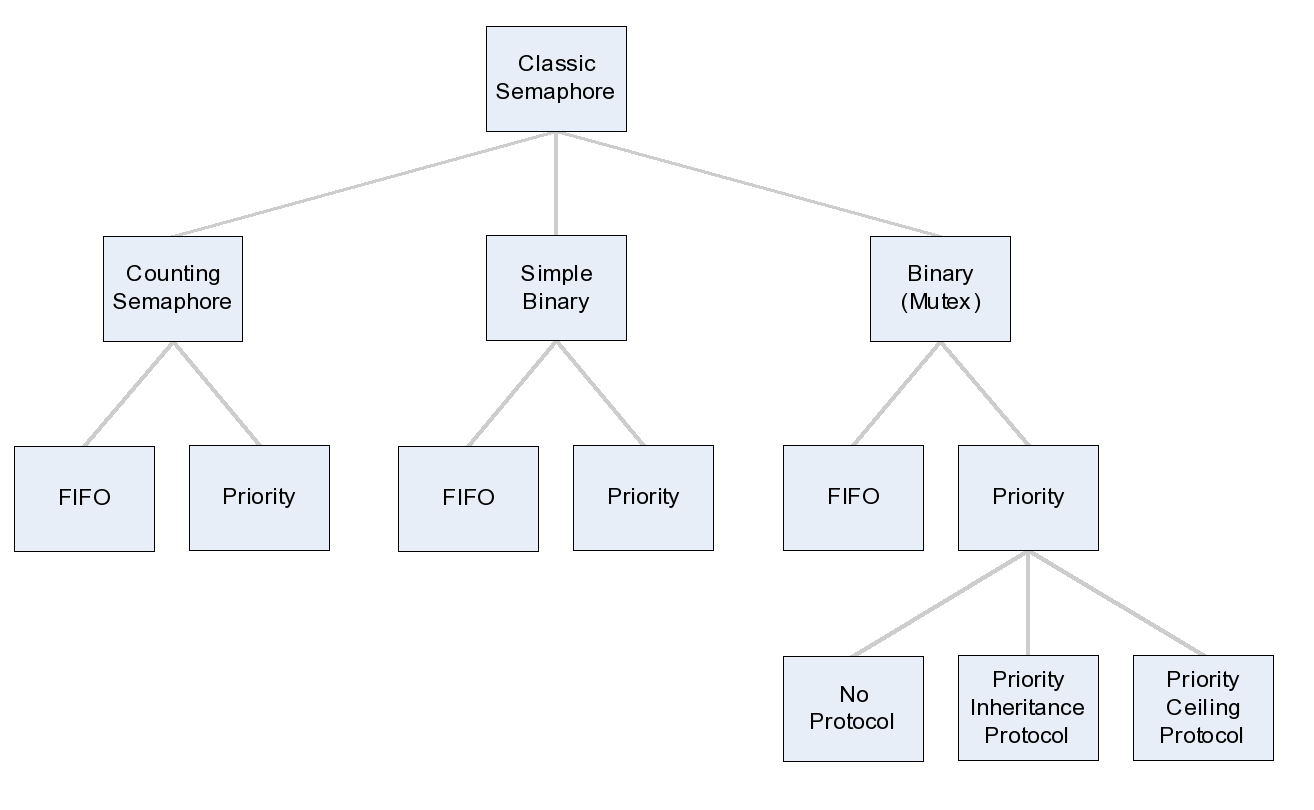 Classic
Semaphore
Counting
Semaphore
Simple
Binary
Binary
(Mutex)
FIFO
Priority
FIFO
Priority
FIFO
Priority
No
Protocol
Priority
Inheritance
Protocol
Priority
Ceiling
Protocol